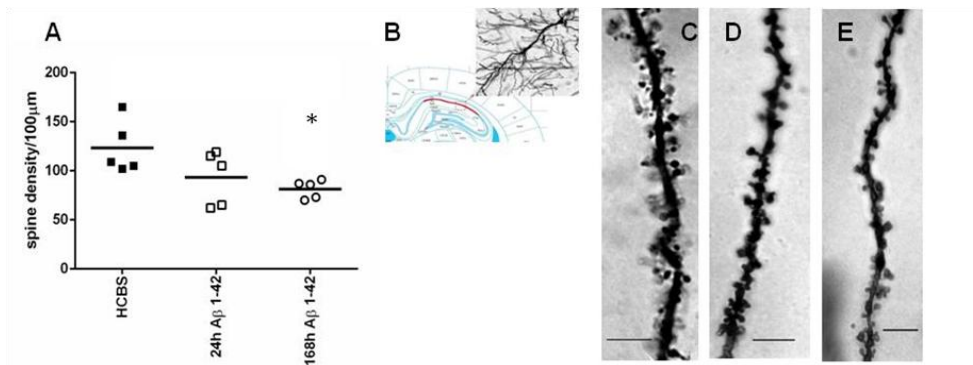 A
B
C
D
E
spine density/100μm
200
150
100
50
0
*
HCBS
24h Aβ 1-42
168h Aβ 1-42